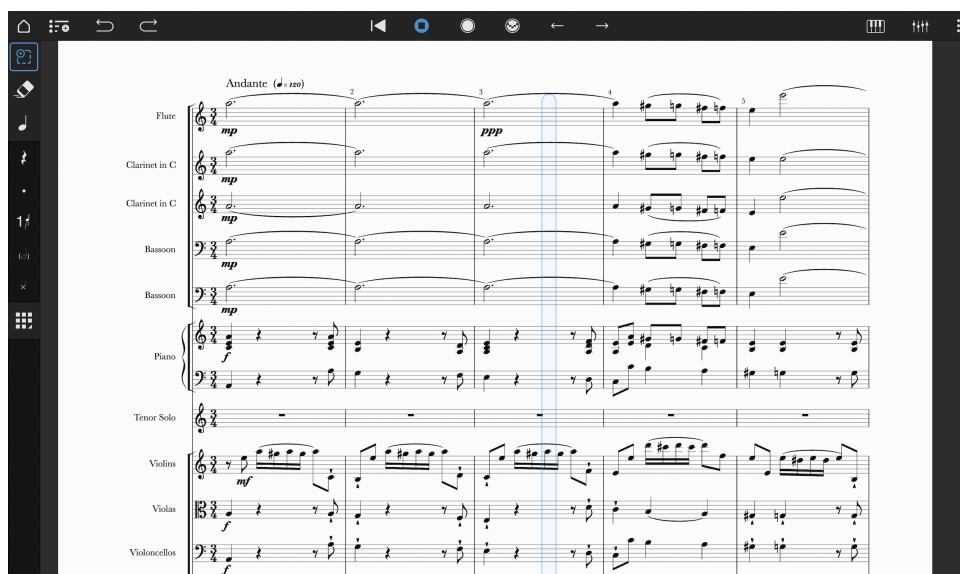 Andante (♩=120)
2
3
4
5
Flute
mp
ppp
Clarinet in C
mp
Clarinet in C
mp
Bassoon
mp
Bassoon
mp
Piano
f
Tenor Solo
Violins
mf
Violas
f
Violoncellos
f